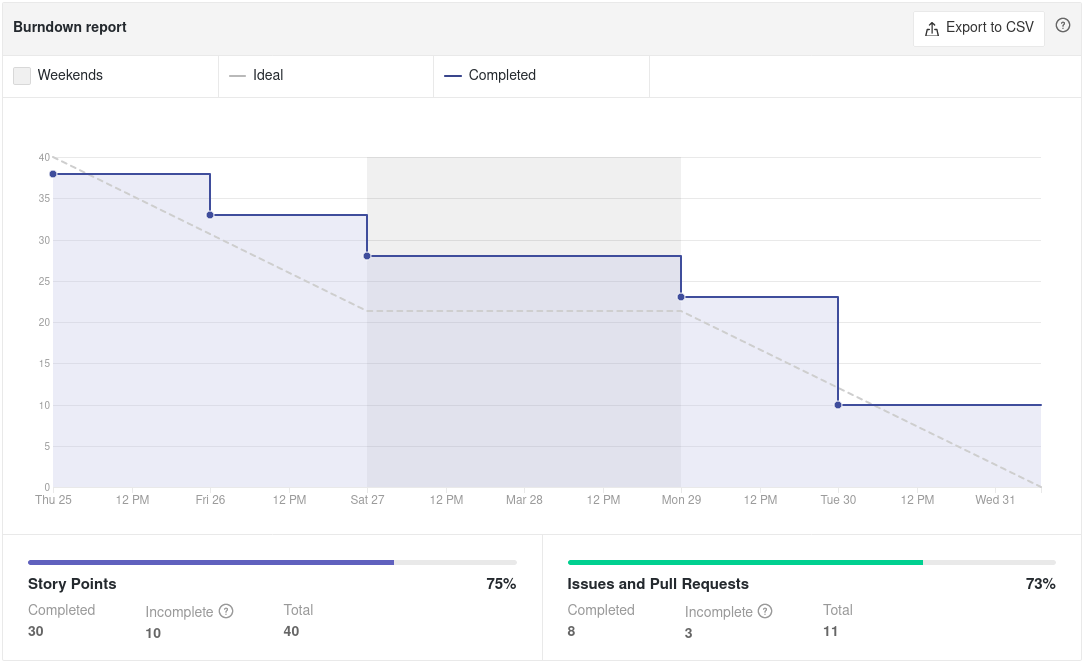 Burndown report
Export to CSV
Weekends
Ideal
Completed
40
35
30
25
20
15
10
5
0
Thu 25 12 PM Fri 26 12 PM Sat 27 12 PM Mar 28 12 PM Mon 29 12 PM Tue 30 12 PM Wed 31
Story Points 75%
Completed Incomplete ? Total
30 10 40
Issues and Pull Requests 73%
Completed Incomplete ? Total
8 3 11